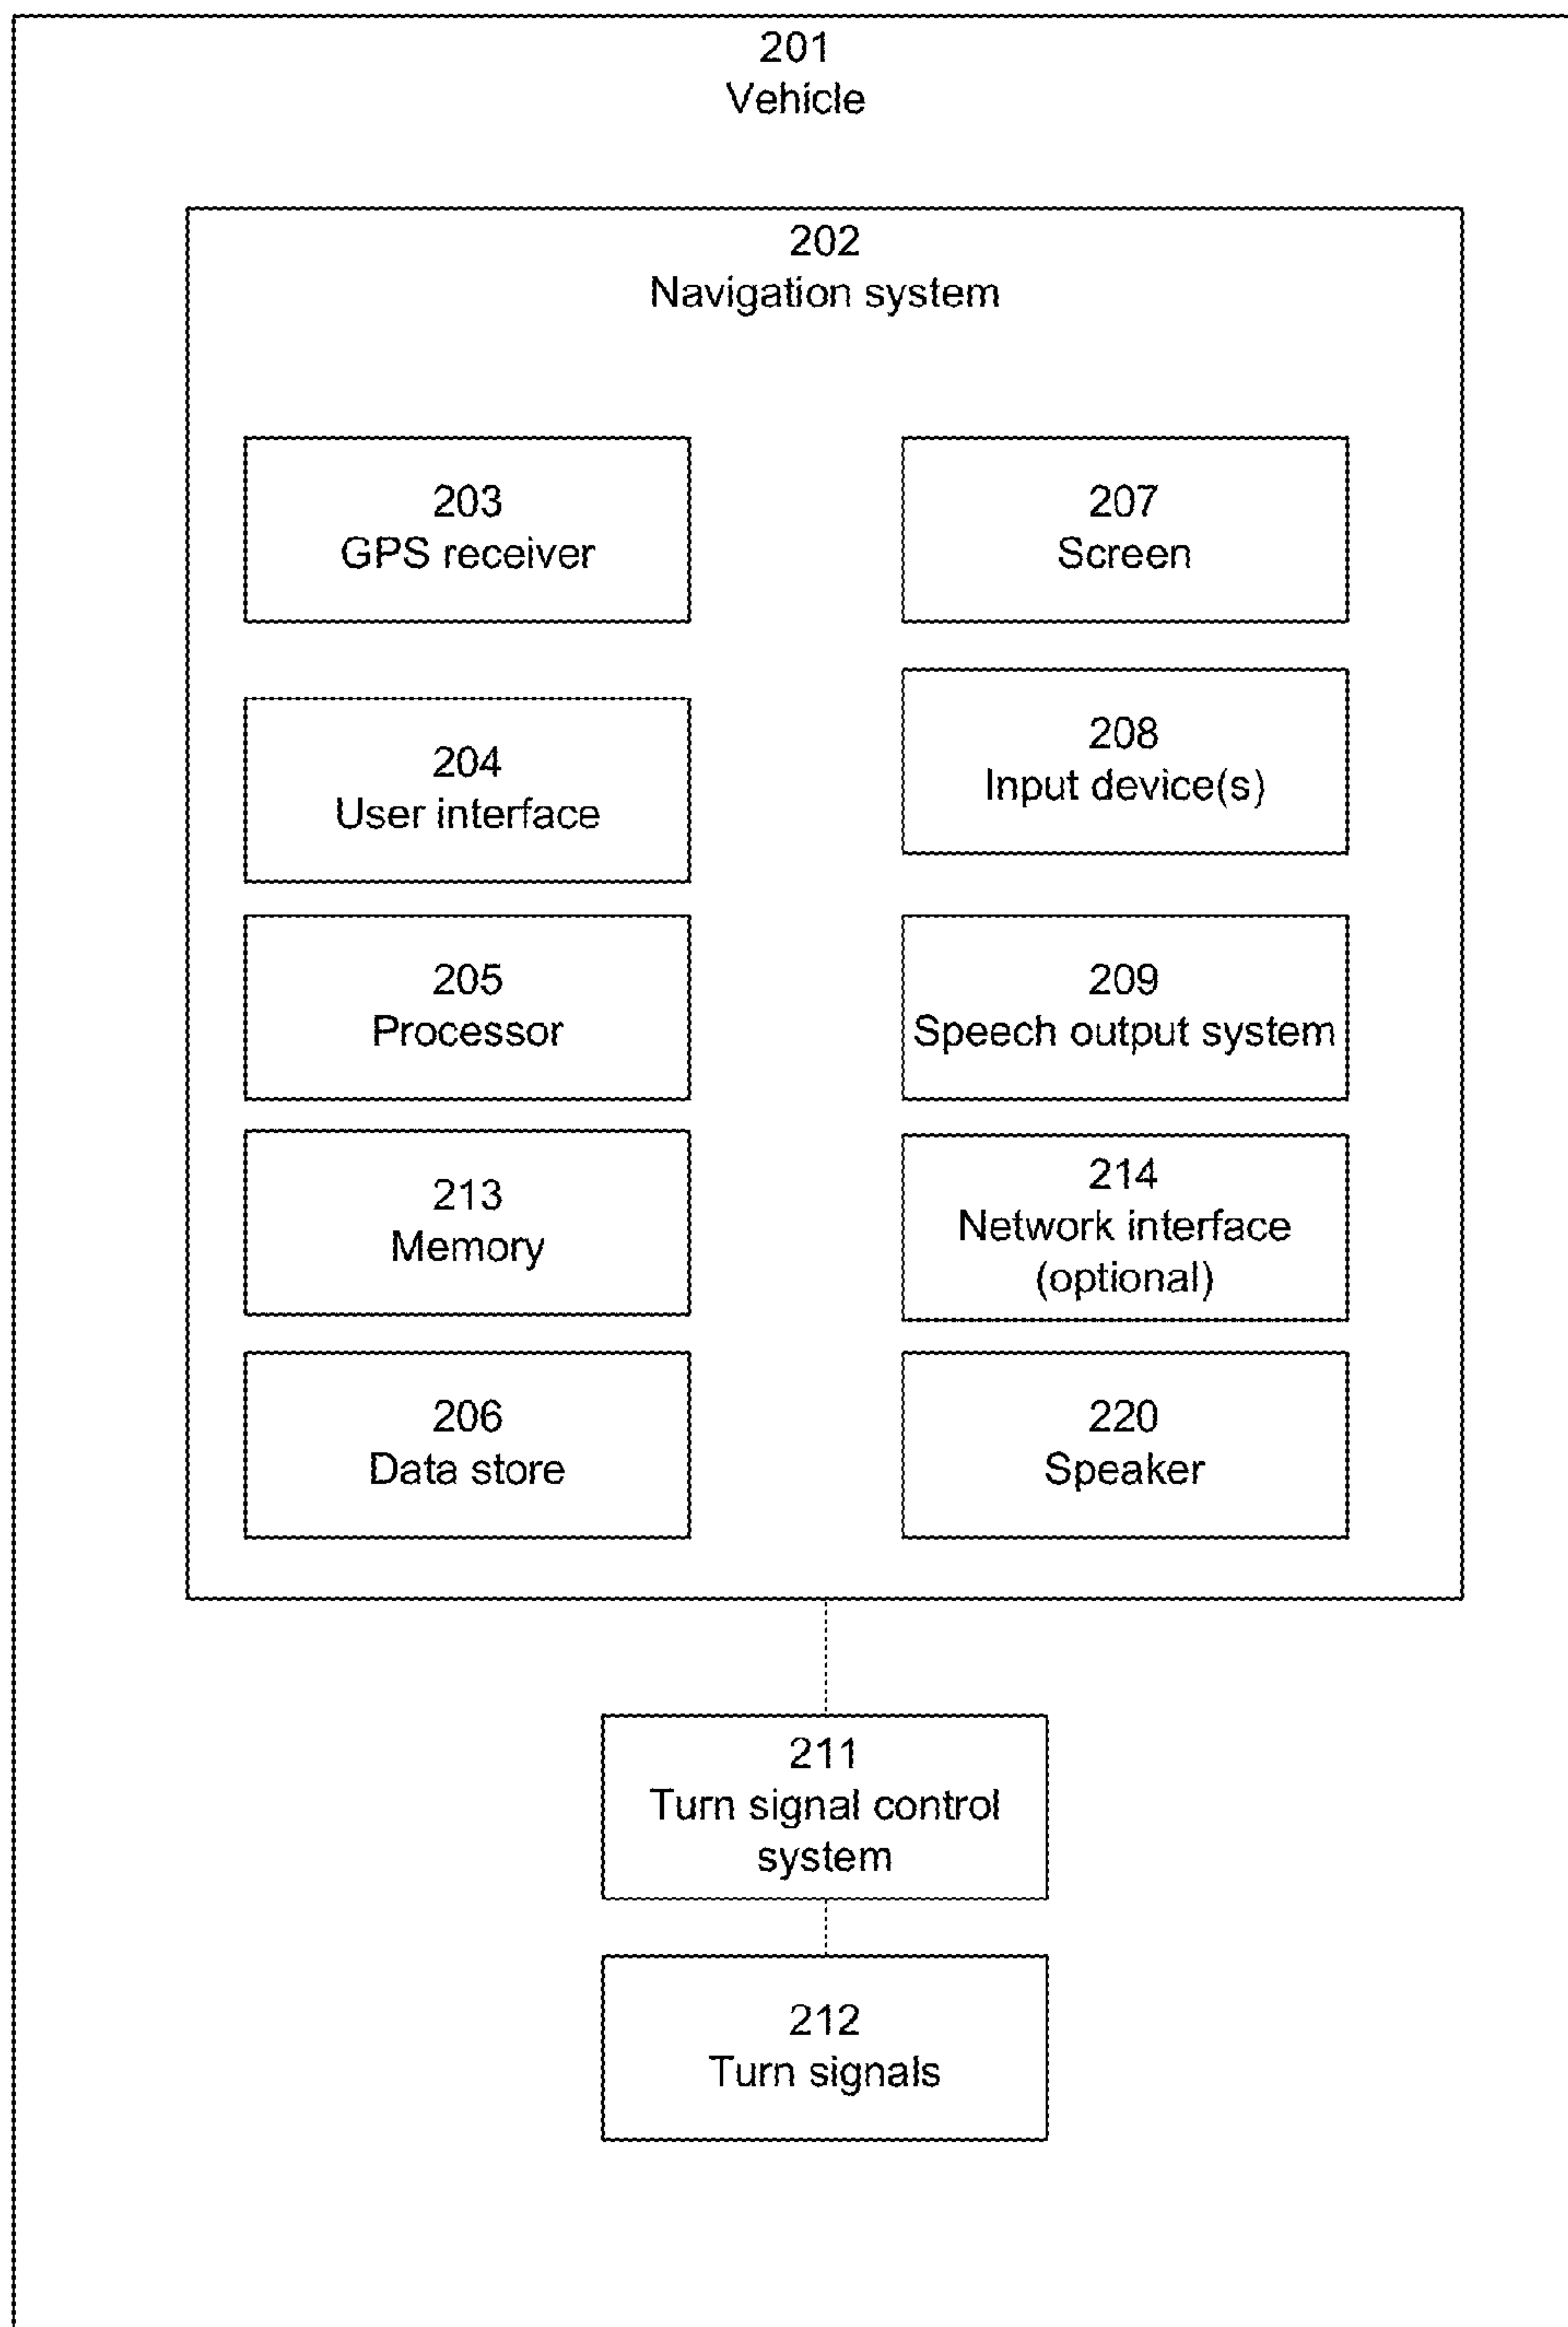 201
Vehicle
202
Navigation system
203
GPS receiver
207
Screen
204
User interface
208
Input device(s)
205
Processor
209
Speech output system
213
Memory
214
Network interface
(optional)
206
Data store
220
Speaker
211
Turn signal control
system
212
Turn signals